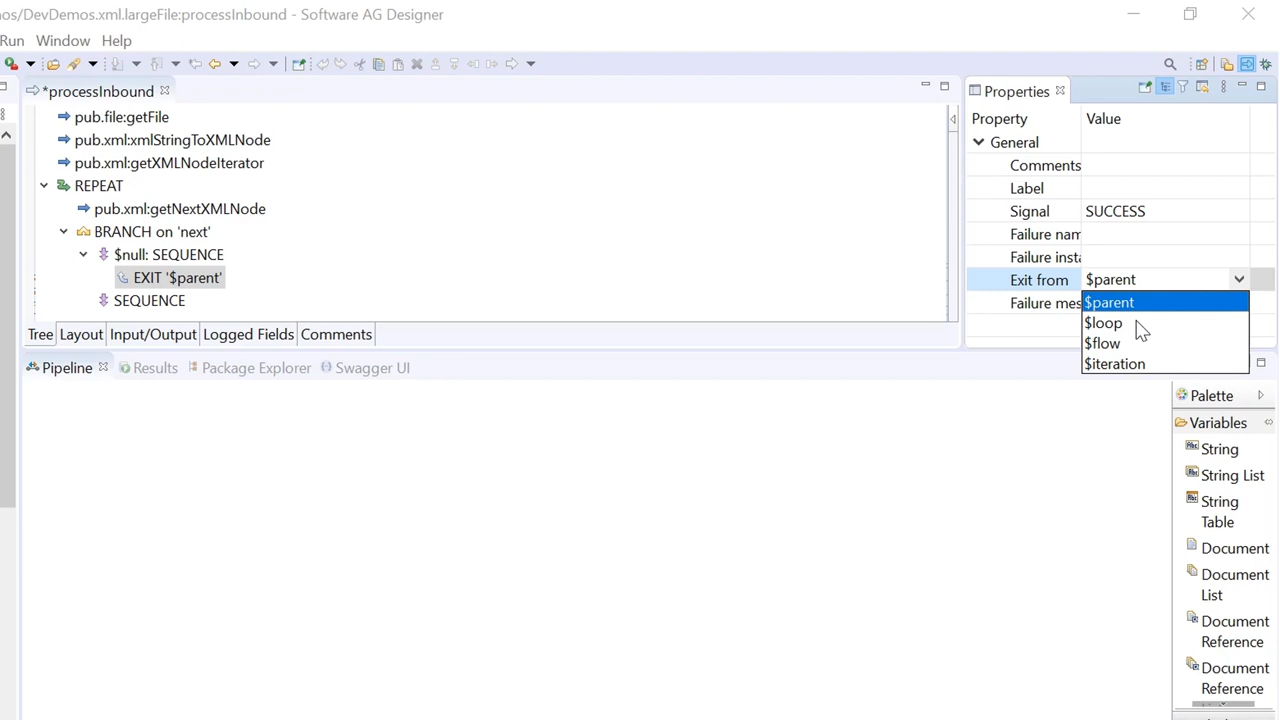 os/DevDemos.xml.largeFile:processInbound - Software AG Designer
Run Window Help
*processInbound
pub.file:getFile
pub.xml:xmlStringToXMLNode
pub.xml:getXMLNodeIterator
REPEAT
pub.xml:getNextXMLNode
BRANCH on 'next'
$null: SEQUENCE
EXIT '$parent'
SEQUENCE
Tree Layout Input/Output Logged Fields Comments
Properties
Property Value
General
Comments
Label
Signal SUCCESS
Failure nam
Failure insta
Exit from $parent
Failure mes
$parent
$loop
$flow
$iteration
Pipeline Results Package Explorer Swagger UI
Palette
Variables
String
String List
String
Table
Document
Document
List
Document
Reference
Document
Reference